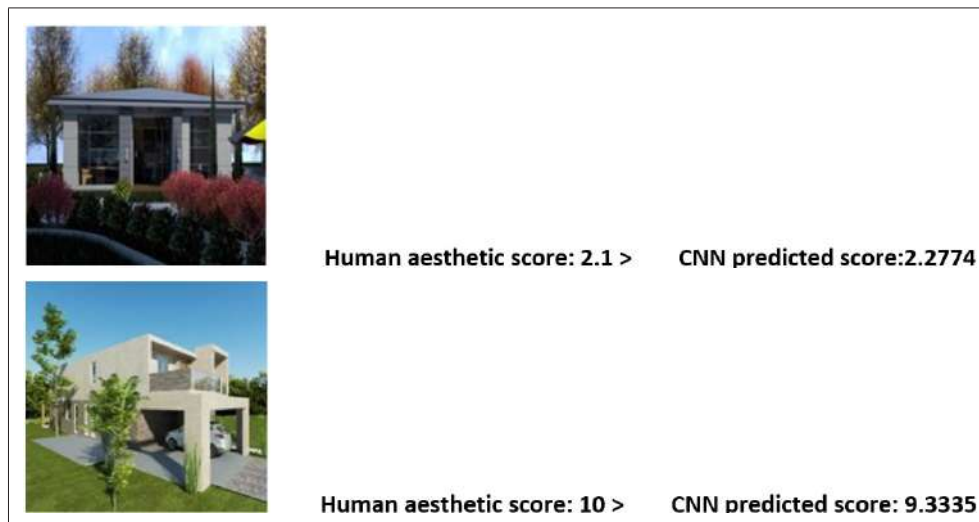 Human aesthetic score: 2.1 > CNN predicted score:2.2774
Human aesthetic score: 10 > CNN predicted score: 9.3335